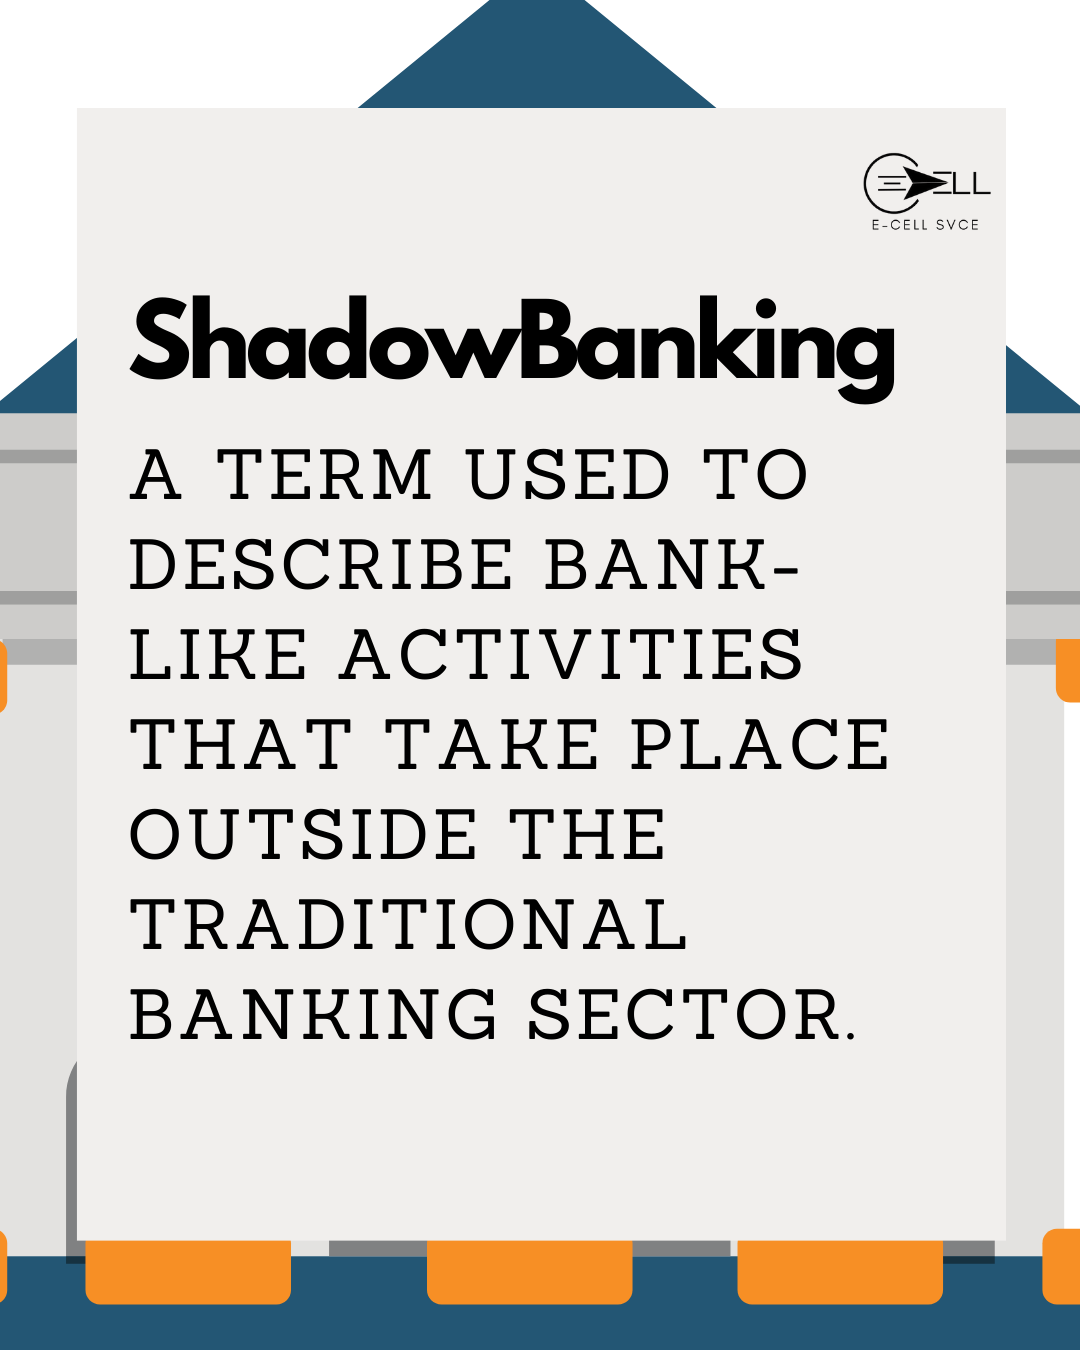 ELL
E-CELL SVCE
ShadowBanking
A TERM USED TO
DESCRIBE BANK-
LIKE ACTIVITIES
THAT TAKE PLACE
OUTSIDE THE
TRADITIONAL
BANKING SECTOR.